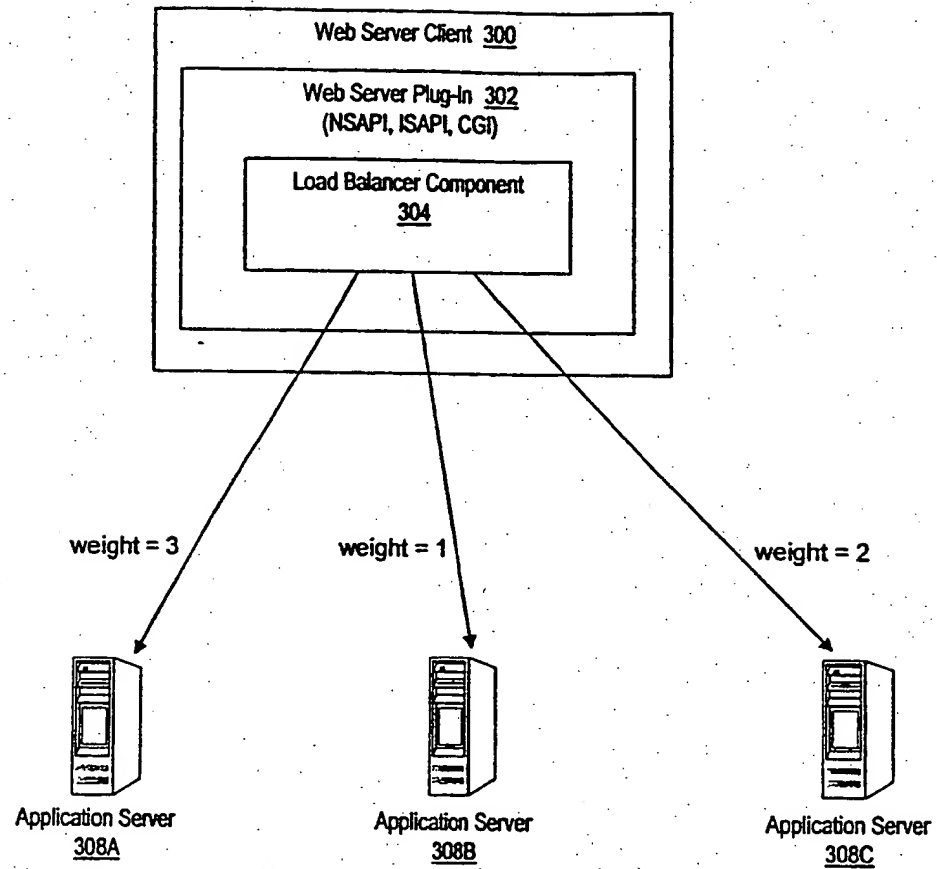 Web Server Client 300
Web Server Plug-In 302
(NSAPI, ISAPI, CGI)
Load Balancer Component
304
weight = 3
weight = 1
weight = 2
Application Server
308A
Application Server
308B
Application Server
308C